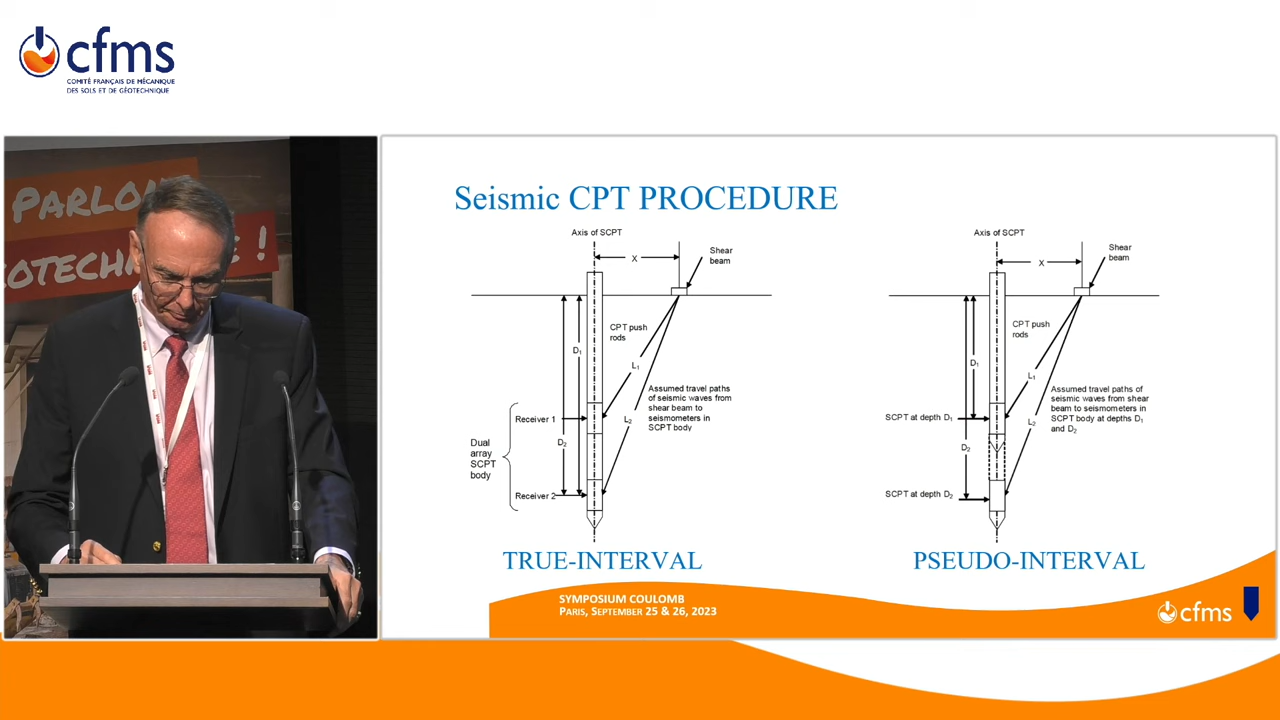 cfms
COMITÉ FRANÇAIS DE MÉCANIQUE
DES SOLS ET DE GÉOTECHNIQUE
PARLON
!
Seismic CPT PROCEDURE
Axis of SCPT
X
Shear
beam
CPT push
rods
D1
L1
Assumed travel paths
of seismic waves from
shear beam to
seismometers in
SCPT body
Receiver 1
L2
D2
Dual
array
SCPT
body
Receiver 2
TRUE-INTERVAL
Axis of SCPT
X
Shear
beam
CPT push
rods
D1
L1
Assumed travel paths of
seismic waves from shear
beam to seismometers in
SCPT body at depths D1
and D2
SCPT at depth D1
L2
D2
SCPT at depth D2
PSEUDO-INTERVAL
SYMPOSIUM COULOMB
PARIS, SEPTEMBER 25 & 26, 2023
cfms